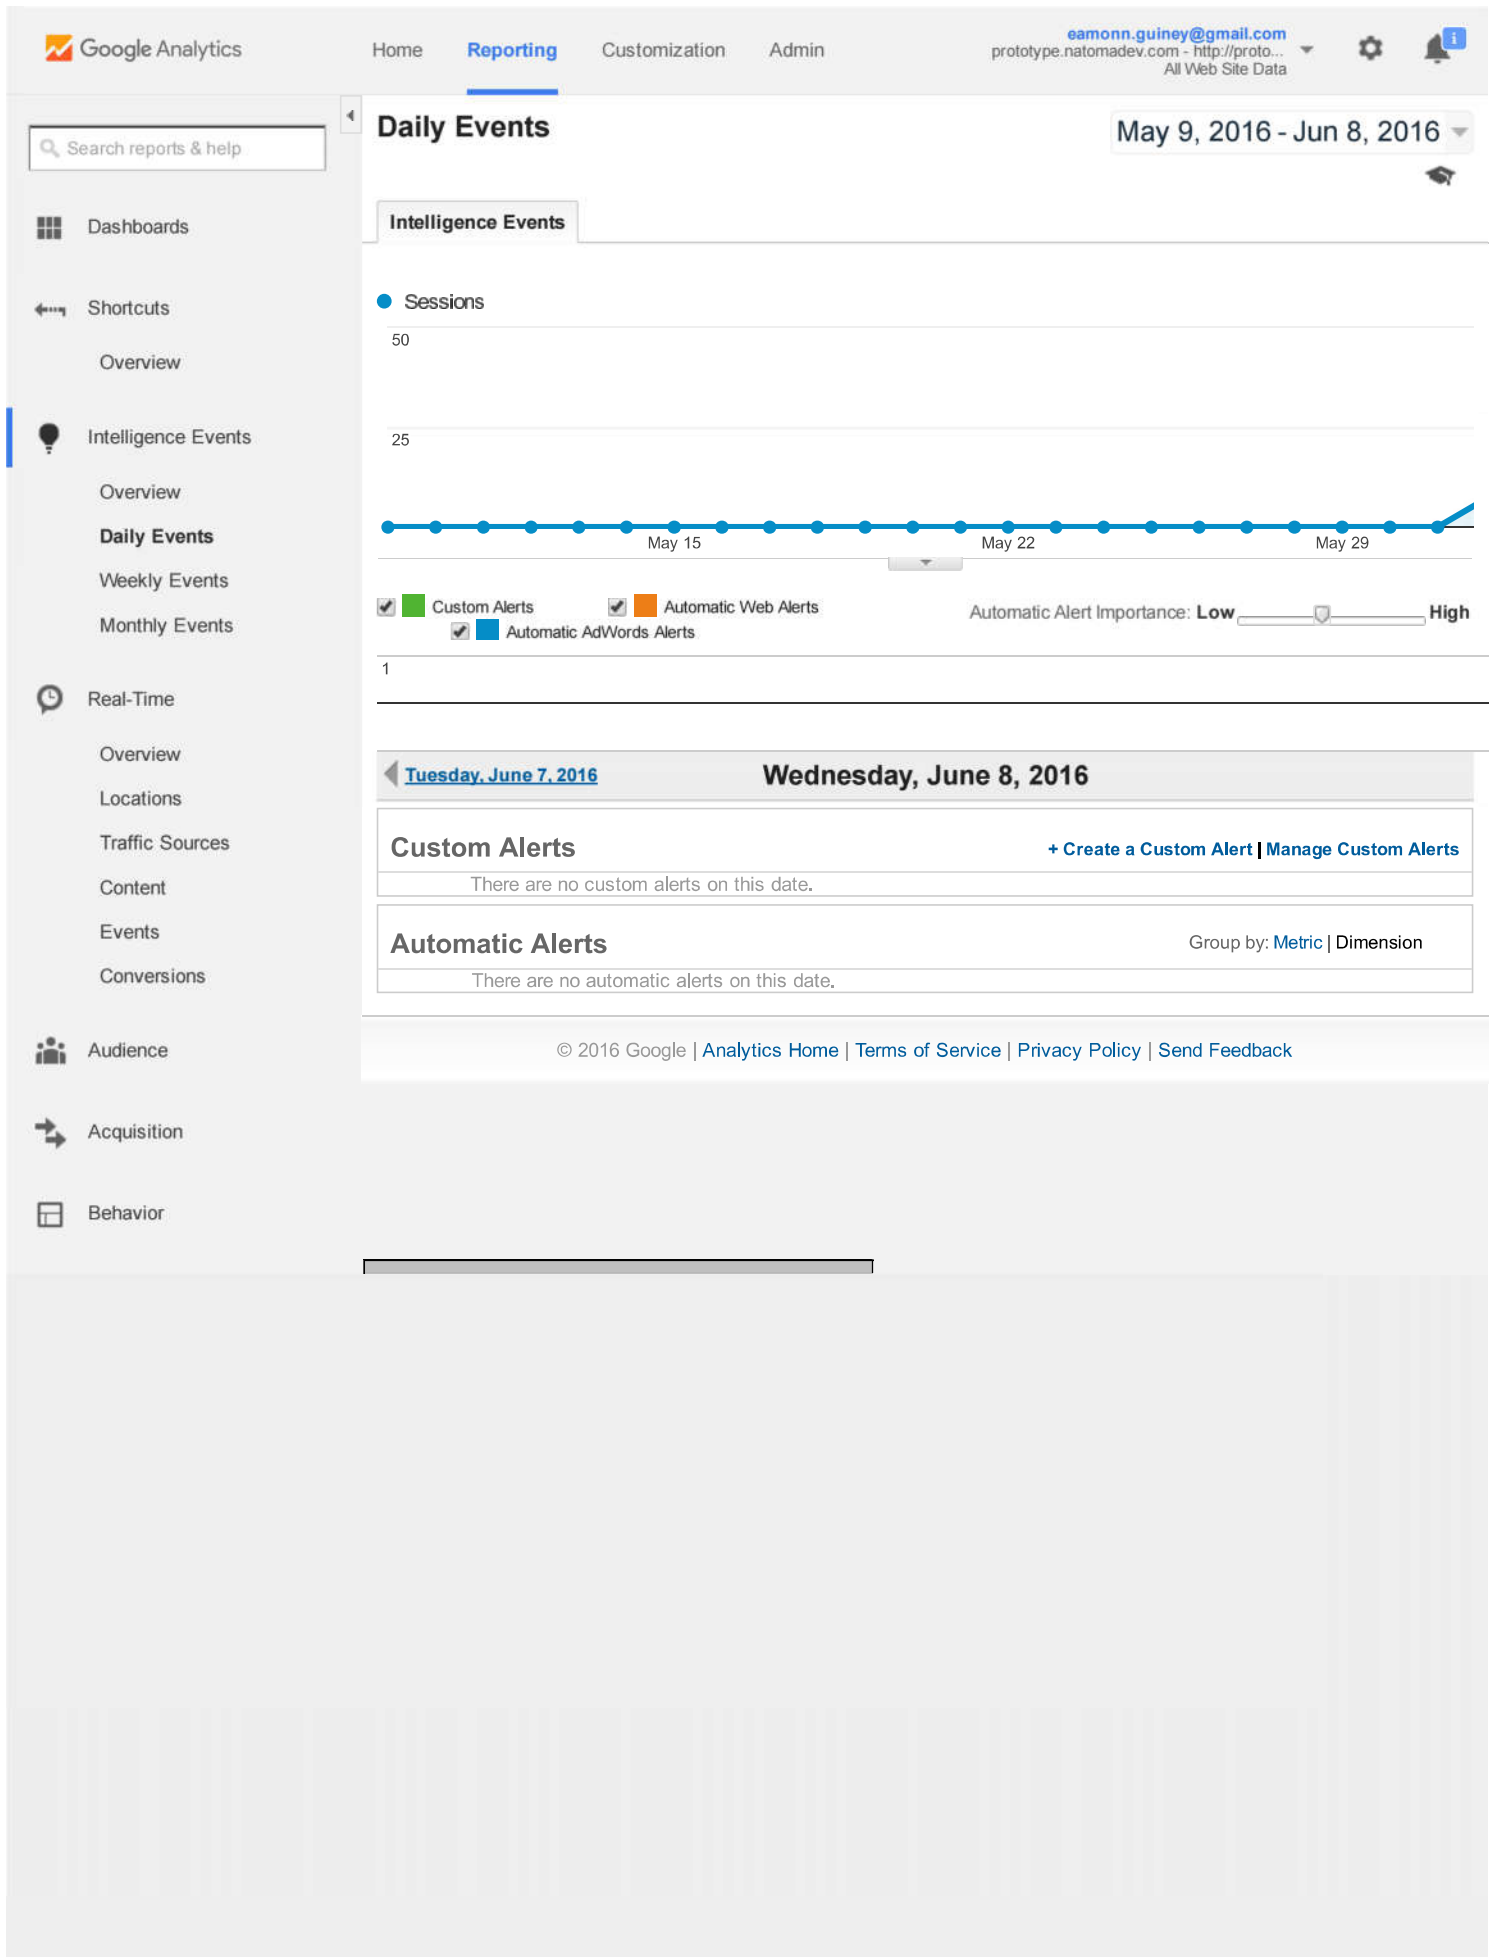 Google Analytics
Home Reporting Customization Admin
eamonn.guiney@gmail.com
prototype.natomadev.com - http://proto...
All Web Site Data
i
Search reports & help
Dashboards
Shortcuts
Overview
Intelligence Events
Overview
Daily Events
Weekly Events
Monthly Events
Real-Time
Overview
Locations
Traffic Sources
Content
Events
Conversions
Audience
Acquisition
Behavior
Daily Events
May 9, 2016 - Jun 8, 2016
Intelligence Events
Sessions
50
25
May 15 May 22 May 29
Custom Alerts Automatic Web Alerts
Automatic AdWords Alerts
Automatic Alert Importance: Low High
1
Tuesday, June 7, 2016 Wednesday, June 8, 2016
Custom Alerts + Create a Custom Alert | Manage Custom Alerts
There are no custom alerts on this date.
Automatic Alerts Group by: Metric | Dimension
There are no automatic alerts on this date.
© 2016 Google | Analytics Home | Terms of Service | Privacy Policy | Send Feedback